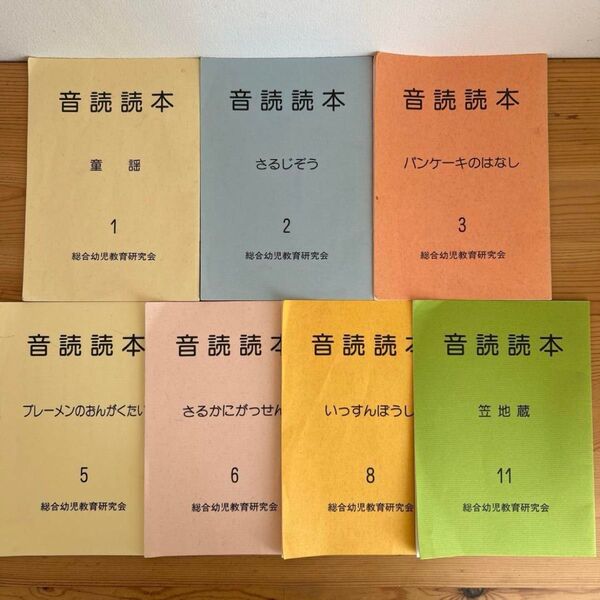 音読読本
童謡
1
総合幼児教育研究会
音読読本
さるじぞう
2
総合幼児教育研究会
音読読本
パンケーキのはなし
3
総合幼児教育研究会
音読読本
ブレーメンのおんがくたい
5
総合幼児教育研究会
音読読本
さるかにがっせん
6
総合幼児教育研究会
音読読本
いっすんぼうし
8
総合幼児教育研究会
音読読本
笠地蔵
11
総合幼児教育研究会